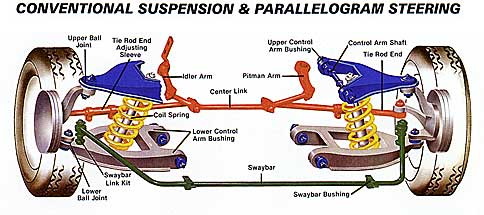 CONVENTIONAL SUSPENSION & PARALLELOGRAM STEERING
Upper Ball
Joint
Tie Rod End
Adjusting
Sleeve
Idler Arm
Center Link
Pitman Arm
Upper Control
Arm Bushing
Control Arm Shaft
Tie Rod End
Coil Spring
Lower Control
Arm Bushing
Swaybar
Link Kit
Lower
Ball Joint
Swaybar
Swaybar Bushing